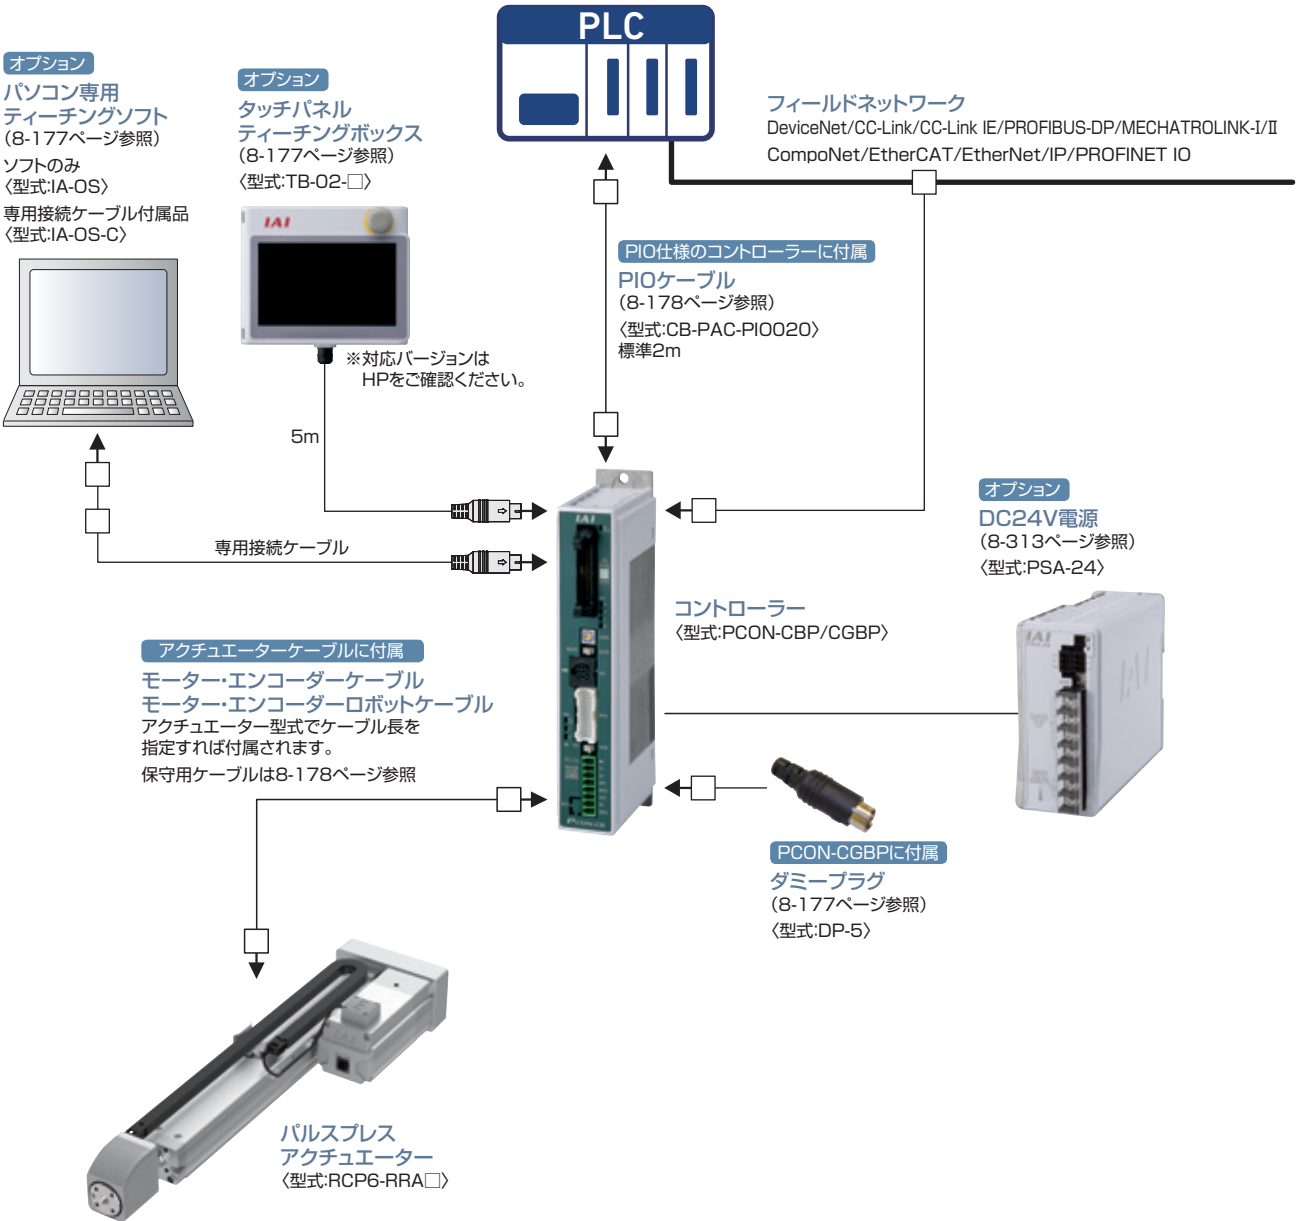 PLC
オプション
パソコン専用
ティーチングソフト
(8-177ページ参照)
ソフトのみ
〈型式:IA-OS〉
専用接続ケーブル付属品
〈型式:IA-OS-C〉
オプション
タッチパネル
ティーチングボックス
(8-177ページ参照)
〈型式:TB-02-□〉
IAI
※対応バージョンは
HPをご確認ください。
5m
専用接続ケーブル
フィールドネットワーク
DeviceNet/CC-Link/CC-Link IE/PROFIBUS-DP/MECHATROLINK-I/II
CompoNet/EtherCAT/EtherNet/IP/PROFINET IO
PIO仕様のコントローラーに付属
PIOケーブル
(8-178ページ参照)
〈型式:CB-PAC-PIO020〉
標準2m
IAI
コントローラー
〈型式:PCON-CBP/CGBP〉
オプション
DC24V電源
(8-313ページ参照)
〈型式:PSA-24〉
IAI
アクチュエーターケーブルに付属
モーター・エンコーダーケーブル
モーター・エンコーダーロボットケーブル
アクチュエーター型式でケーブル長を
指定すれば付属されます。
保守用ケーブルは8-178ページ参照
PCON-CGBPに付属
ダミープラグ
(8-177ページ参照)
〈型式:DP-5〉
IAI
パルスプレス
アクチュエーター
〈型式:RCP6-RRA□〉